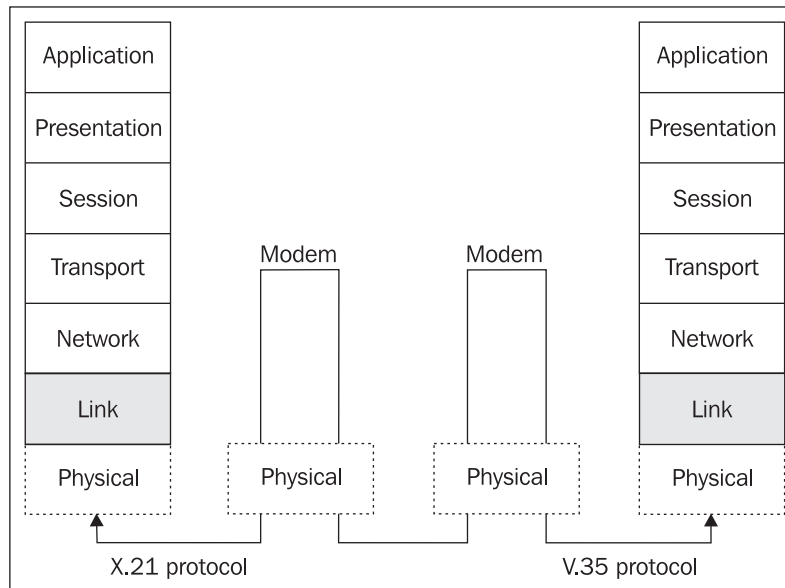 Application
Presentation
Session
Transport
Network
Link
Physical
Modem
Physical
Modem
Physical
Application
Presentation
Session
Transport
Network
Link
Physical
X.21 protocol
V.35 protocol